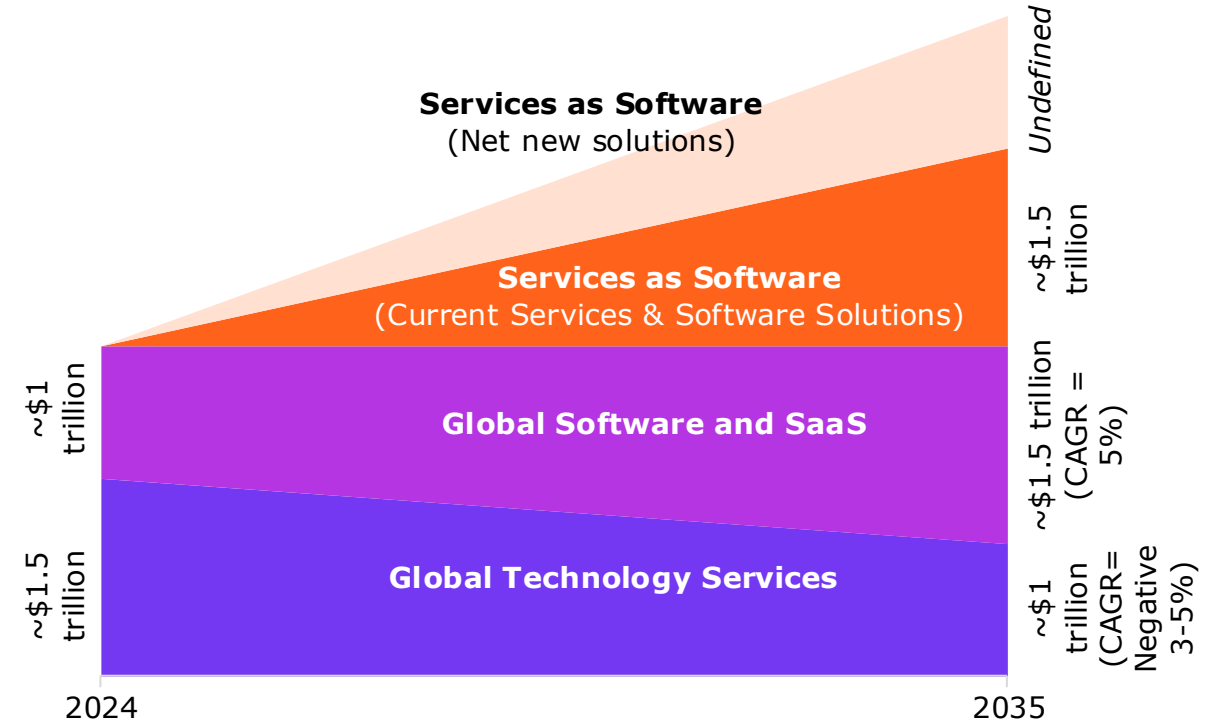 Undefined
Services as Software
(Net new solutions)
~$1.5
trillion
Services as Software
(Current Services & Software Solutions)
~$1
trillion
Global Software and SaaS
~$1.5 trillion
(CAGR =
5%)
~$1.5
trillion
Global Technology Services
~$1
trillion
(CAGR=
Negative
3-5%)
2024
2035